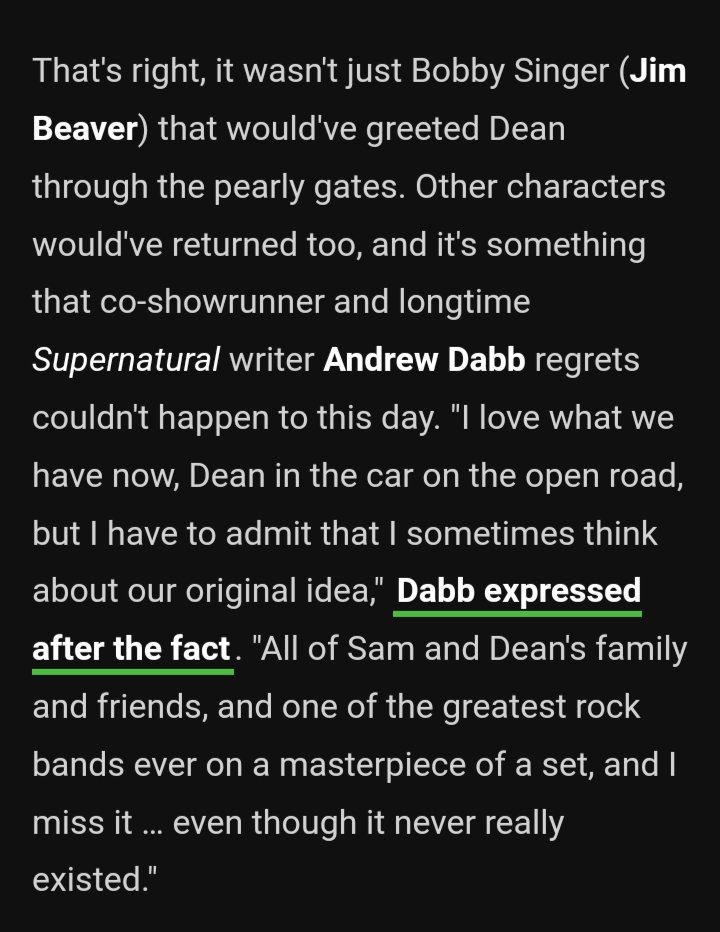 That's right, it wasn't just Bobby Singer (Jim
Beaver) that would've greeted Dean
through the pearly gates. Other characters
would've returned too, and it's something
that co-showrunner and longtime
Supernatural writer Andrew Dabb regrets
couldn't happen to this day. "I love what we
have now, Dean in the car on the open road,
but I have to admit that I sometimes think
about our original idea," Dabb expressed
after the fact. "All of Sam and Dean's family
and friends, and one of the greatest rock
bands ever on a masterpiece of a set, and I
miss it … even though it never really
existed."